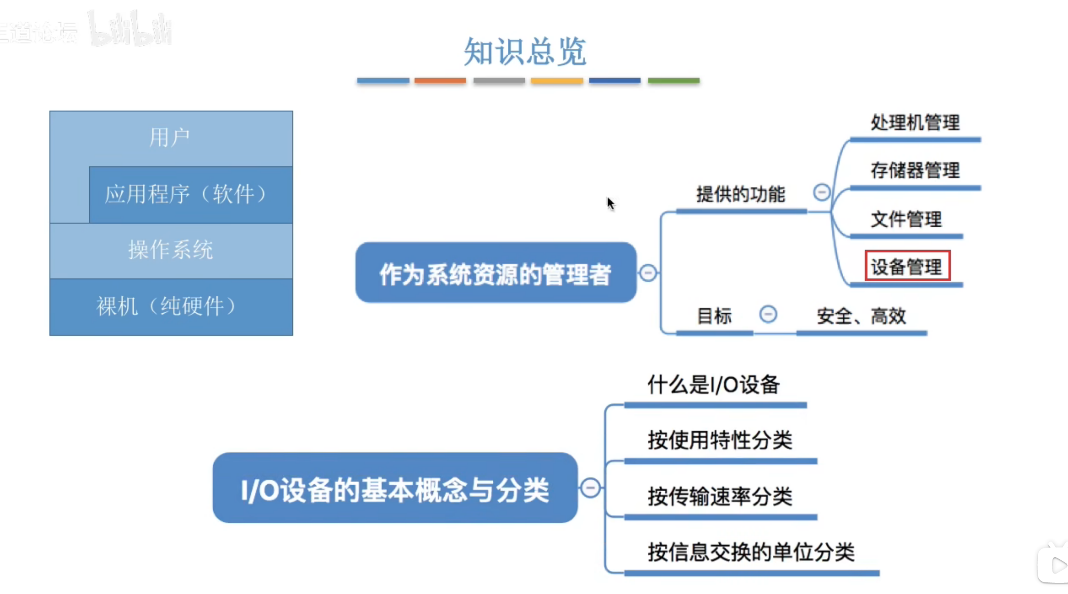 bilibili
知识总览
用户
应用程序（软件）
操作系统
裸机（纯硬件）
作为系统资源的管理者
提供的功能
处理机管理
存储器管理
文件管理
设备管理
目标
安全、高效
I/O设备的基本概念与分类
什么是I/O设备
按使用特性分类
按传输速率分类
按信息交换的单位分类